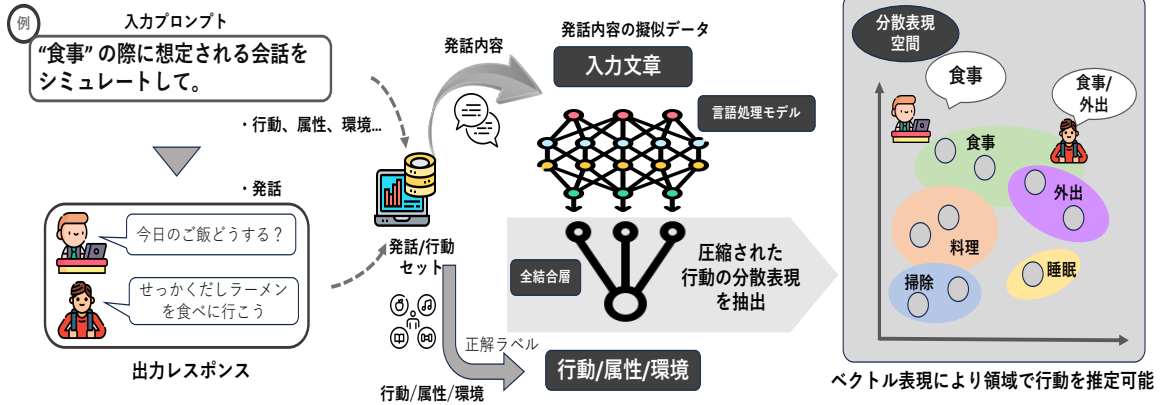 例
入力プロンプト
“食事” の際に想定される会話を
シミュレートして。
・行動、属性、環境…
・発話
今日のご飯どうする？
せっかくだしラーメン
を食べに行こう
出力レスポンス
発話/行動
セット
発話内容
行動/属性/環境
正解ラベル
発話内容の擬似データ
入力文章
言語処理モデル
全結合層
圧縮された
行動の分散表現
を抽出
行動/属性/環境
分散表現
空間
食事
食事/
外出
食事
外出
料理
掃除
睡眠
ベクトル表現により領域で行動を推定可能